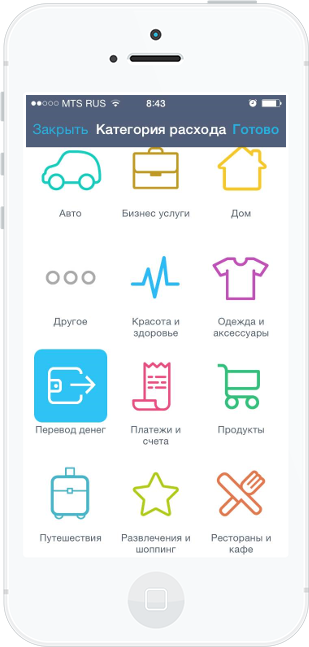 MTS RUS 8:43
Закрыть Категория расхода Готово
Авто Бизнес услуги Дом
Другое Красота и Одежда и
здоровье аксессуары
Перевод денег Платежи и Продукты
счета
Путешествия Развлечения и Рестораны и
шоппинг кафе